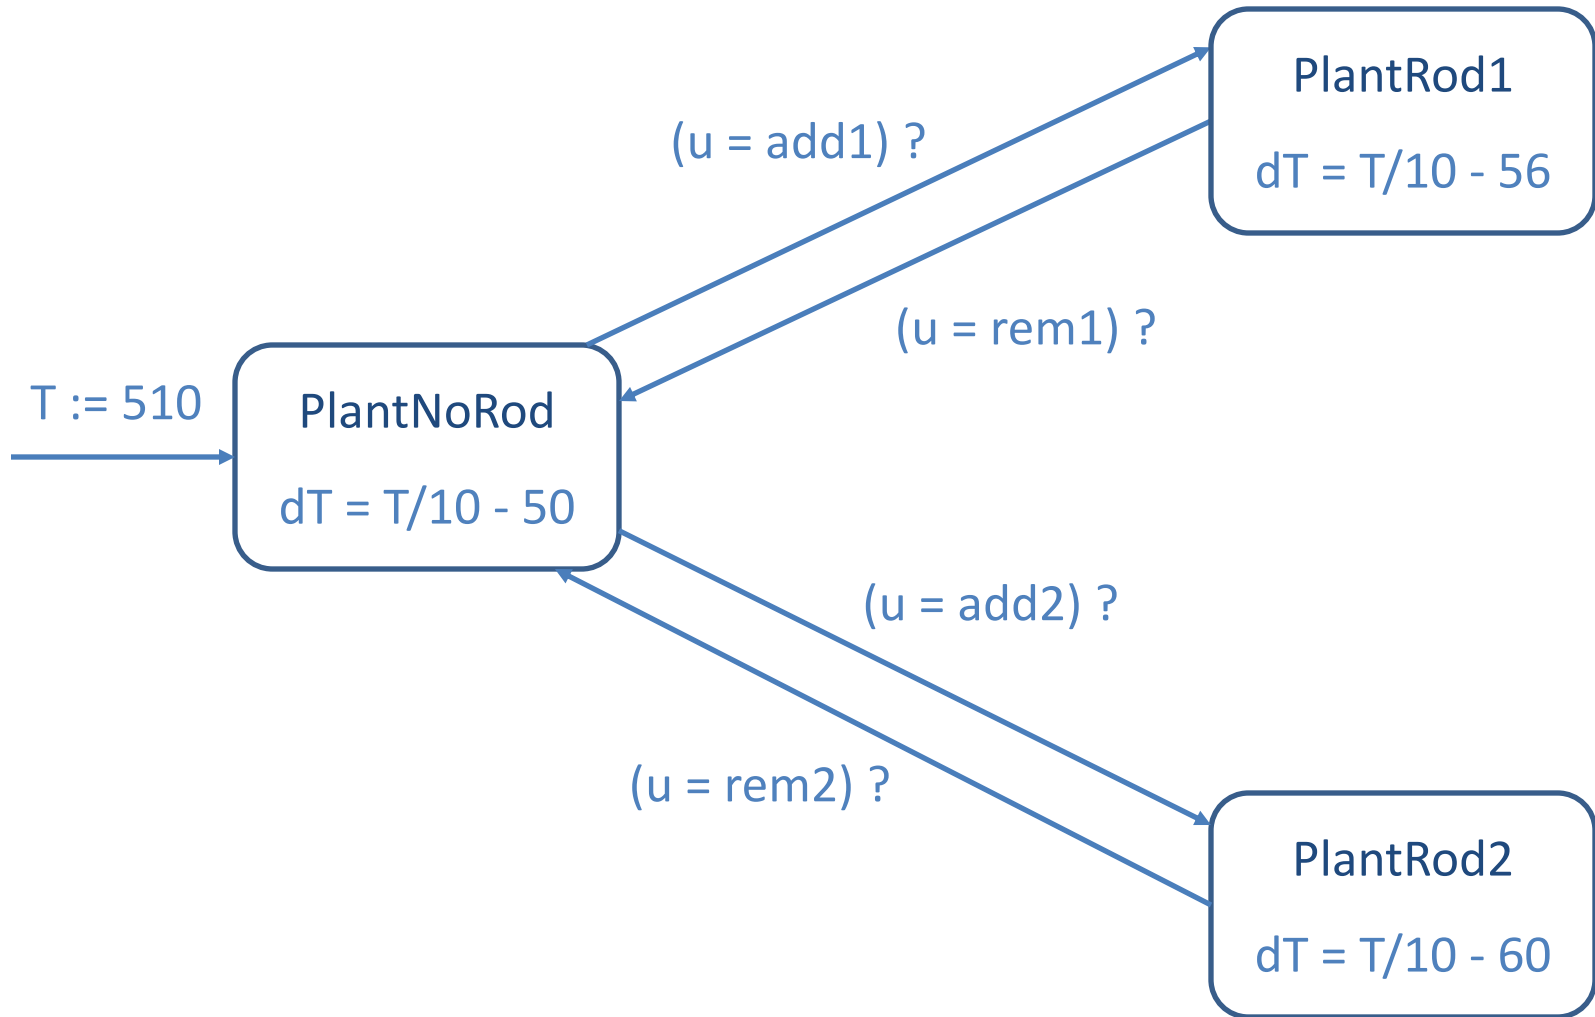 PlantRod1
dT = T/10 - 56
(u = add1) ?
(u = rem1) ?
T := 510
PlantNoRod
dT = T/10 - 50
(u = add2) ?
(u = rem2) ?
PlantRod2
dT = T/10 - 60